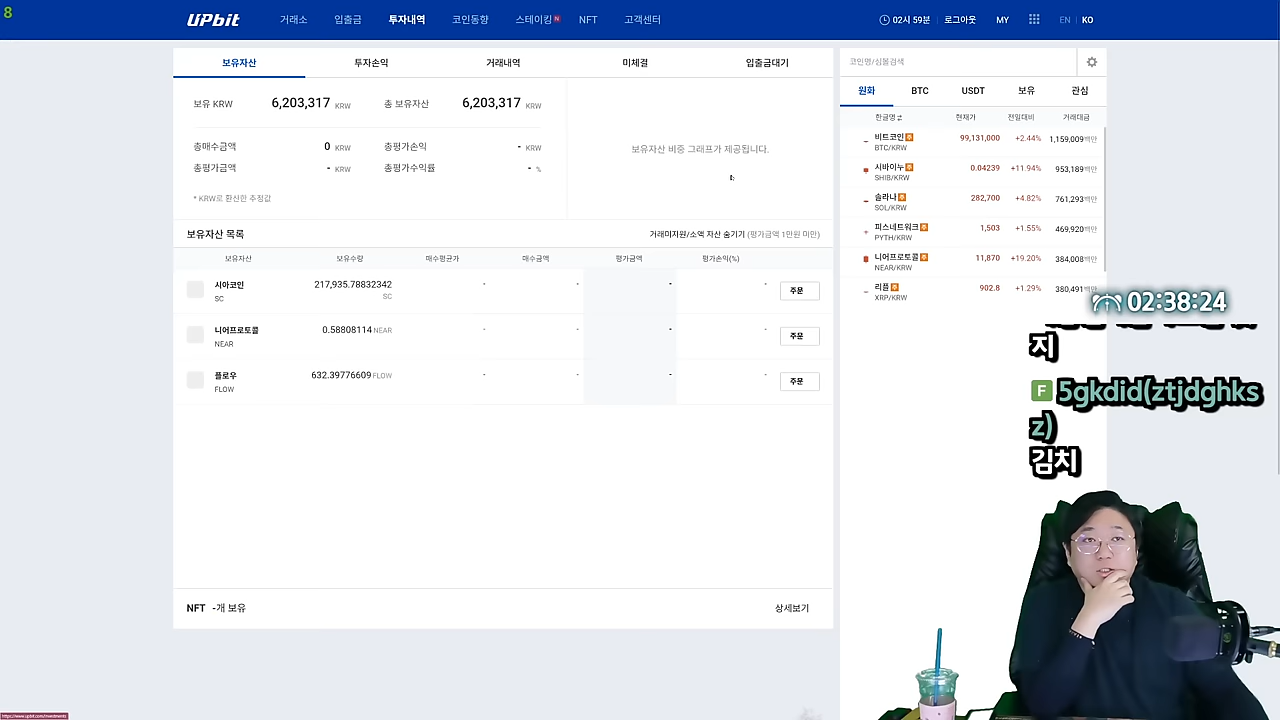 8
UPbit
거래소 입출금 투자내역 코인동향 스테이킹 N NFT 고객센터
02시 59분 로그아웃 MY EN KO
보유자산 투자손익 거래내역 미체결 입출금대기
보유 KRW 6,203,317 KRW 총 보유자산 6,203,317 KRW
총매수금액 0 KRW 총평가손익 - KRW
총평가금액 - KRW 총평가수익률 - %
* KRW로 환산한 추정값
보유자산 비중 그래프가 제공됩니다.
보유자산 목록
거래미지원/소액 자산 숨기기 (평가금액 1만원 미만)
보유자산 보유수량 매수평균가 매수금액 평가금액 평가손익(%)
시아코인 217,935.78832342 - - - - 주문
SC SC
니어프로토콜 0.58808114 NEAR - - - - 주문
NEAR
플로우 632.39776609 FLOW - - - - 주문
FLOW
NFT -개 보유 상세보기
코인명/심볼검색
원화 BTC USDT 보유 관심
한글명 현재가 전일대비 거래대금
비트코인 99,131,000 +2.44% 1,159,009백만
BTC/KRW
시바이누 0.04239 +11.94% 953,189백만
SHIB/KRW
솔라나 282,700 +4.82% 761,293백만
SOL/KRW
피스네트워크 1,503 +1.55% 469,920백만
PYTH/KRW
니어프로토콜 11,870 +19.20% 384,008백만
NEAR/KRW
리플 902.8 +1.29% 380,491백만
XRP/KRW
02:38:24
지
F 5gkdid(ztjdghks
z)
김치
https://www.upbit.com/investments